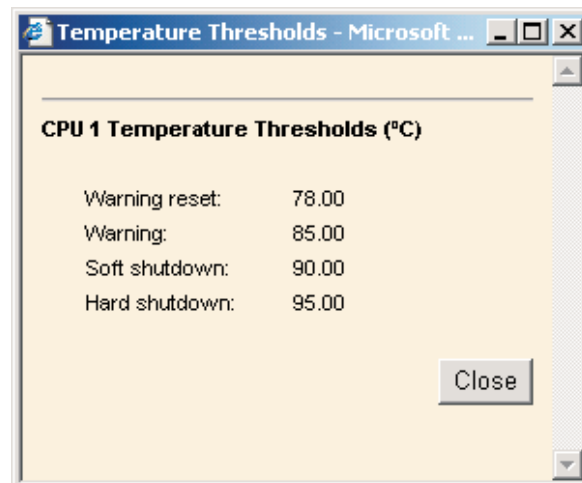 Temperature Thresholds - Microsoft ...
CPU 1 Temperature Thresholds (ºC)
Warning reset: 78.00
Warning: 85.00
Soft shutdown: 90.00
Hard shutdown: 95.00
Close